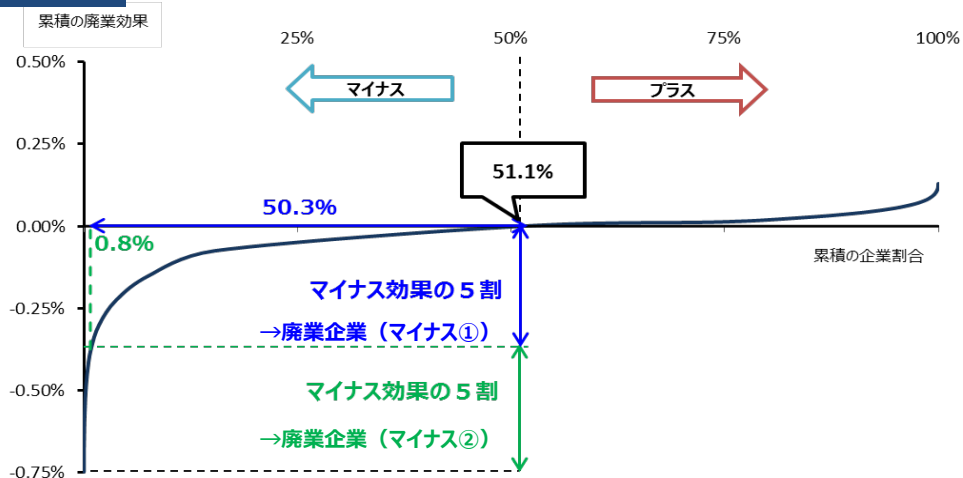 累積の廃業効果
25%
50%
75%
100%
0.50%
マイナス
プラス
0.25%
51.1%
50.3%
0.00%
0.8%
累積の企業割合
マイナス効果の５割
-0.25%
→廃業企業（マイナス①）
マイナス効果の５割
-0.50%
→廃業企業（マイナス②）
-0.75%